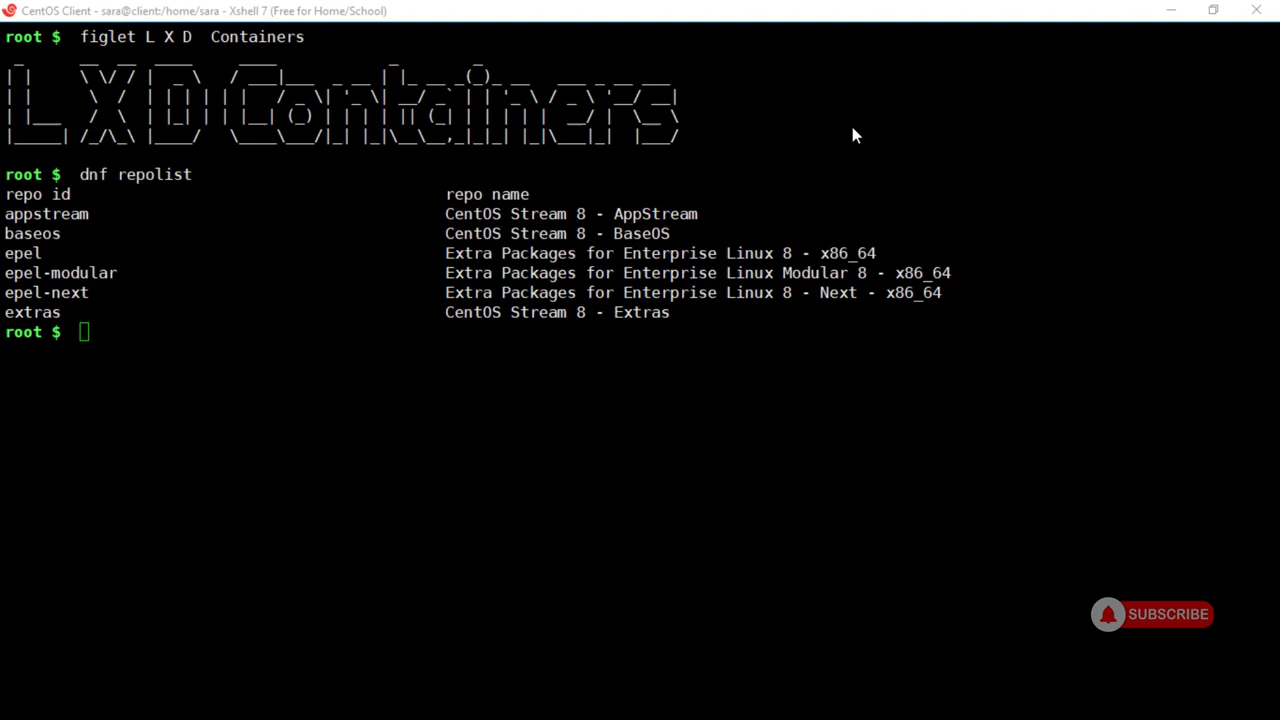 CentOS Client - sara@client:/home/sara - Xshell 7 (Free for Home/School)
root $  figlet L X D  Containers
L X D Containers
root $  dnf repolist
repo id repo name
appstream CentOS Stream 8 - AppStream
baseos CentOS Stream 8 - BaseOS
epel Extra Packages for Enterprise Linux 8 - x86_64
epel-modular Extra Packages for Enterprise Linux Modular 8 - x86_64
epel-next Extra Packages for Enterprise Linux 8 - Next - x86_64
extras CentOS Stream 8 - Extras
root $
SUBSCRIBE